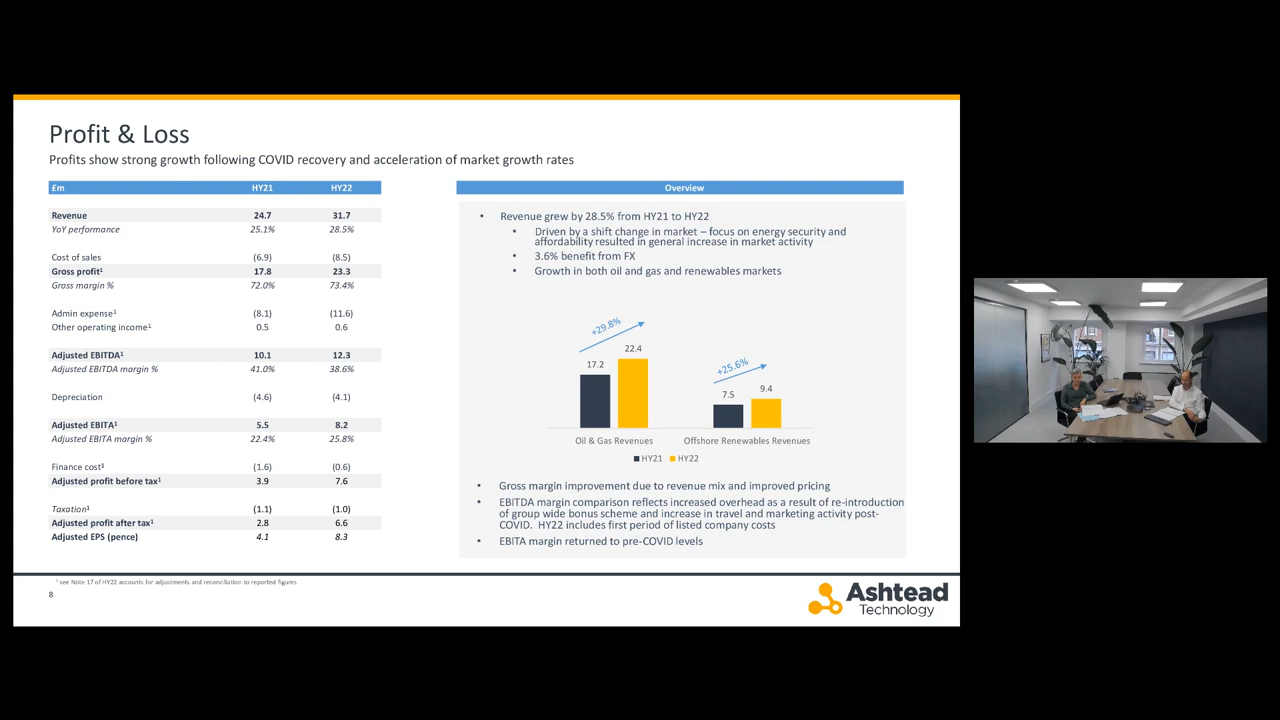 Profit & Loss
Profits show strong growth following COVID recovery and acceleration of market growth rates
£m HY21 HY22
Revenue 24.7 31.7
YoY performance 25.1% 28.5%
Cost of sales (6.9) (8.5)
Gross profit¹ 17.8 23.3
Gross margin % 72.0% 73.4%
Admin expense¹ (8.1) (11.6)
Other operating income¹ 0.5 0.6
Adjusted EBITDA¹ 10.1 12.3
Adjusted EBITDA margin % 41.0% 38.6%
Depreciation (4.6) (4.1)
Adjusted EBITA¹ 5.5 8.2
Adjusted EBITA margin % 22.4% 25.8%
Finance cost¹ (1.6) (0.6)
Adjusted profit before tax¹ 3.9 7.6
Taxation¹ (1.1) (1.0)
Adjusted profit after tax¹ 2.8 6.6
Adjusted EPS (pence) 4.1 8.3
Overview
• Revenue grew by 28.5% from HY21 to HY22
• Driven by a shift change in market – focus on energy security and
affordability resulted in general increase in market activity
• 3.6% benefit from FX
• Growth in both oil and gas and renewables markets
+29.8%
17.2 22.4
+25.6%
7.5 9.4
Oil & Gas Revenues Offshore Renewables Revenues
HY21 HY22
• Gross margin improvement due to revenue mix and improved pricing
• EBITDA margin comparison reflects increased overhead as a result of re-introduction
of group wide bonus scheme and increase in travel and marketing activity post-
COVID. HY22 includes first period of listed company costs
• EBITA margin returned to pre-COVID levels
¹ see Note 17 of HY22 accounts for adjustments and reconciliation to reported figures
8
Ashtead
Technology